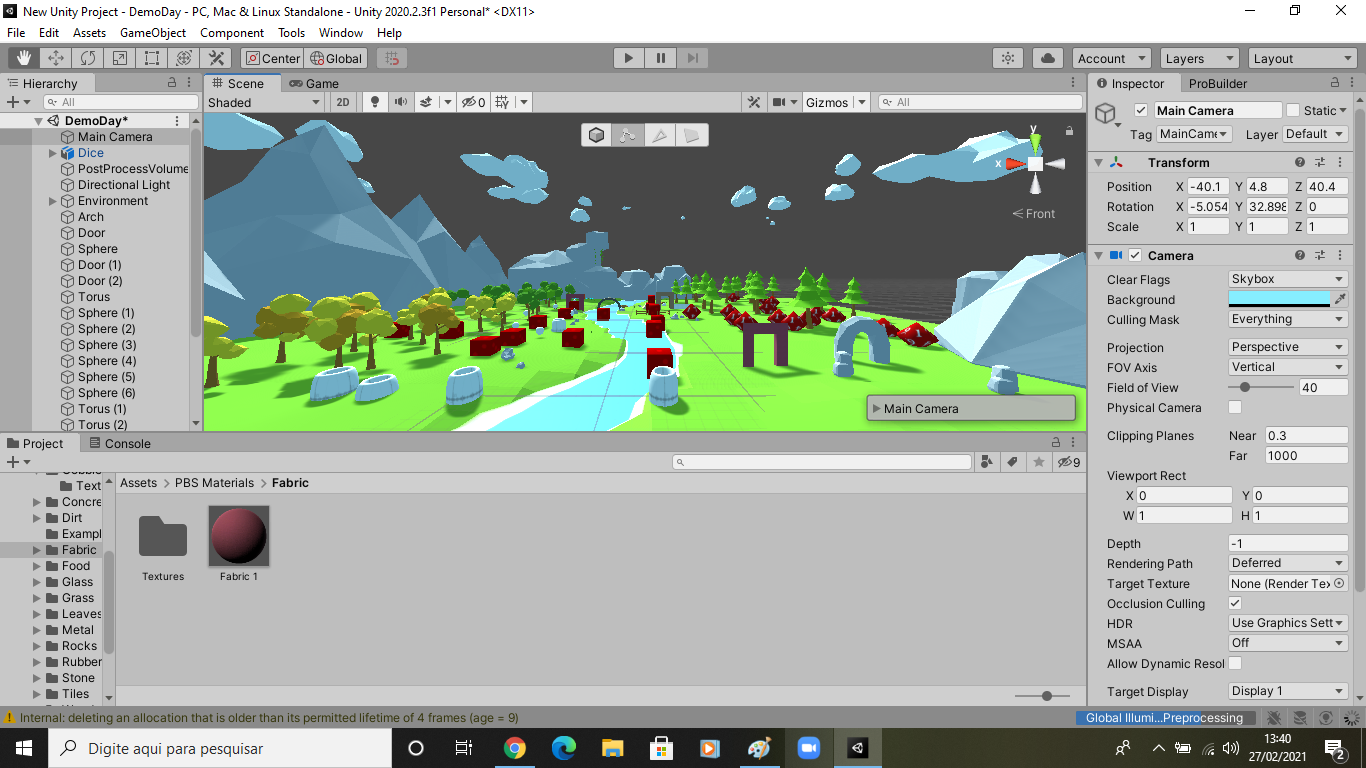 New Unity Project - DemoDay - PC, Mac & Linux Standalone - Unity 2020.2.3f1 Personal* <DX11>
File Edit Assets GameObject Component Tools Window Help
Center Global Account Layers Layout
Hierarchy
All
DemoDay*
Main Camera
Dice
PostProcessVolume
Directional Light
Environment
Arch
Door
Sphere
Door (1)
Door (2)
Torus
Sphere (1)
Sphere (2)
Sphere (3)
Sphere (4)
Sphere (5)
Sphere (6)
Torus (1)
Torus (2)
Scene Game
Shaded 2D 0 Gizmos All
y
x
Front
Main Camera
Inspector ProBuilder
Main Camera Static
Tag MainCame Layer Default
Transform
Position X -40.1 Y 4.8 Z 40.4
Rotation X -5.054 Y 32.898 Z 0
Scale X 1 Y 1 Z 1
Camera
Clear Flags Skybox
Background
Culling Mask Everything
Projection Perspective
FOV Axis Vertical
Field of View 40
Physical Camera
Clipping Planes Near 0.3
Far 1000
Viewport Rect
X 0 Y 0
W 1 H 1
Depth -1
Rendering Path Deferred
Target Texture None (Render Tex
Occlusion Culling
HDR Use Graphics Sett
MSAA Off
Allow Dynamic Resol
Target Display Display 1
Project Console
9
Text
Concre
Dirt
Exampl
Fabric
Food
Glass
Grass
Leaves
Metal
Rocks
Rubber
Stone
Tiles
Assets > PBS Materials > Fabric
Textures Fabric 1
Internal: deleting an allocation that is older than its permitted lifetime of 4 frames (age = 9)
Global Illumi...Preprocessing
Digite aqui para pesquisar
13:40
27/02/2021
2